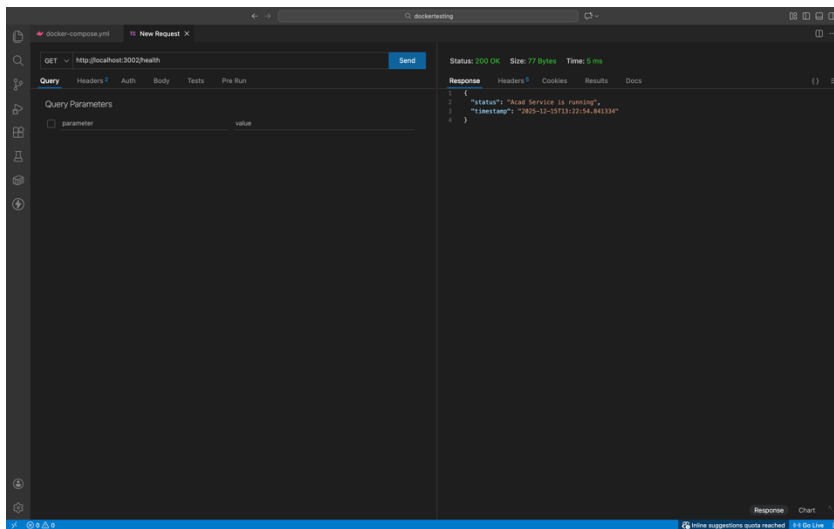 dockertesting
docker-compose.yml
TC New Request
GET http://localhost:3002/health Send
Query Headers 2 Auth Body Tests Pre Run
Query Parameters
parameter value
Status: 200 OK Size: 77 Bytes Time: 5 ms
Response Headers 5 Cookies Results Docs
{ }
1 {
2 "status": "Acad Service is running",
3 "timestamp": "2025-12-15T13:22:54.841334"
4 }
Response Chart
0 0
Inline suggestions quota reached Go Live